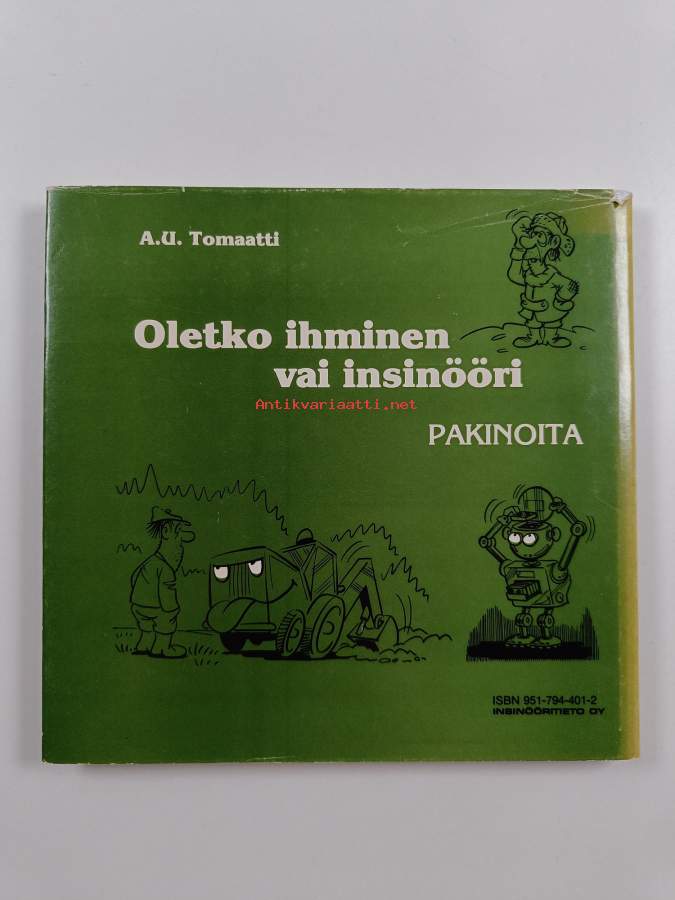 A.U. Tomaatti
Oletko ihminen
vai insinööri
Antikvariaatti.net
PAKINOITA
ISBN 951-794-401-2
INSINÖÖRITIETO OY